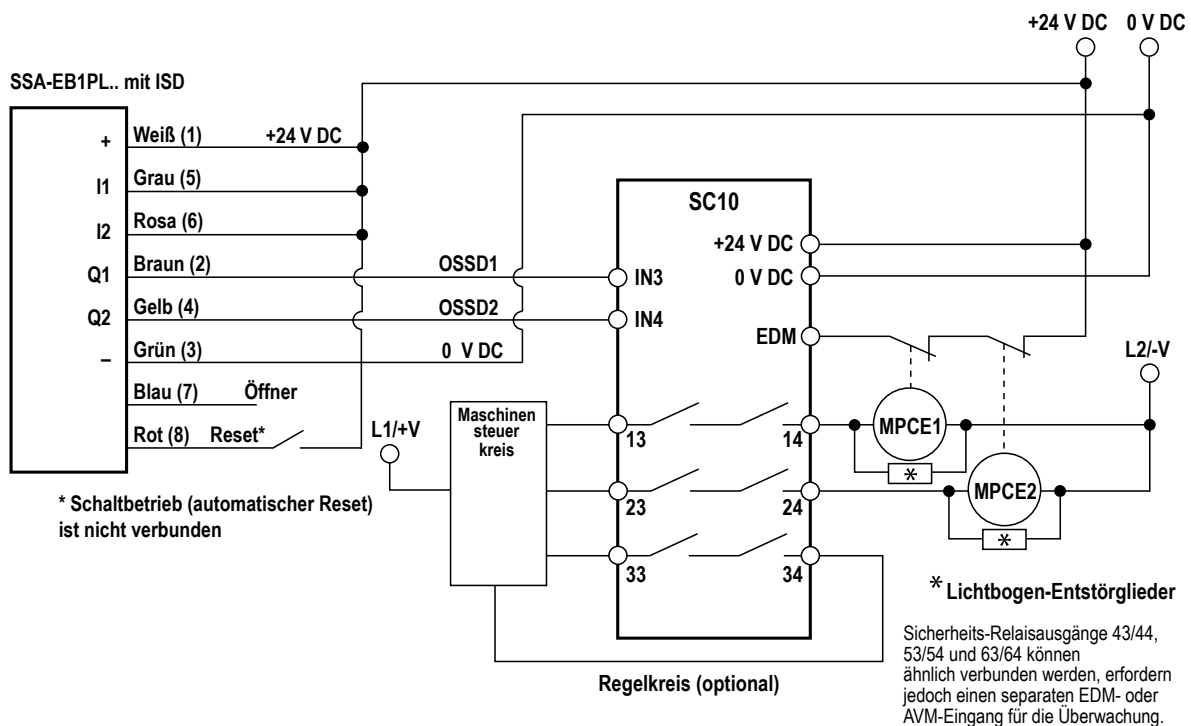 +24 V DC 0 V DC
SSA-EB1PL.. mit ISD
+ Weiß (1) +24 V DC
I1 Grau (5)
I2 Rosa (6)
Q1 Braun (2) OSSD1
Q2 Gelb (4) OSSD2
– Grün (3) 0 V DC
Blau (7) Öffner
Rot (8) Reset*
* Schaltbetrieb (automatischer Reset)
ist nicht verbunden
SC10
+24 V DC
0 V DC
IN3
IN4
EDM
L1/+V
Maschinen
steuer
kreis
L2/-V
13 14
MPCE1
*
23 24
MPCE2
*
33 34
Regelkreis (optional)
* Lichtbogen-Entstörglieder
Sicherheits-Relaisausgänge 43/44,
53/54 und 63/64 können
ähnlich verbunden werden, erfordern
jedoch einen separaten EDM- oder
AVM-Eingang für die Überwachung.